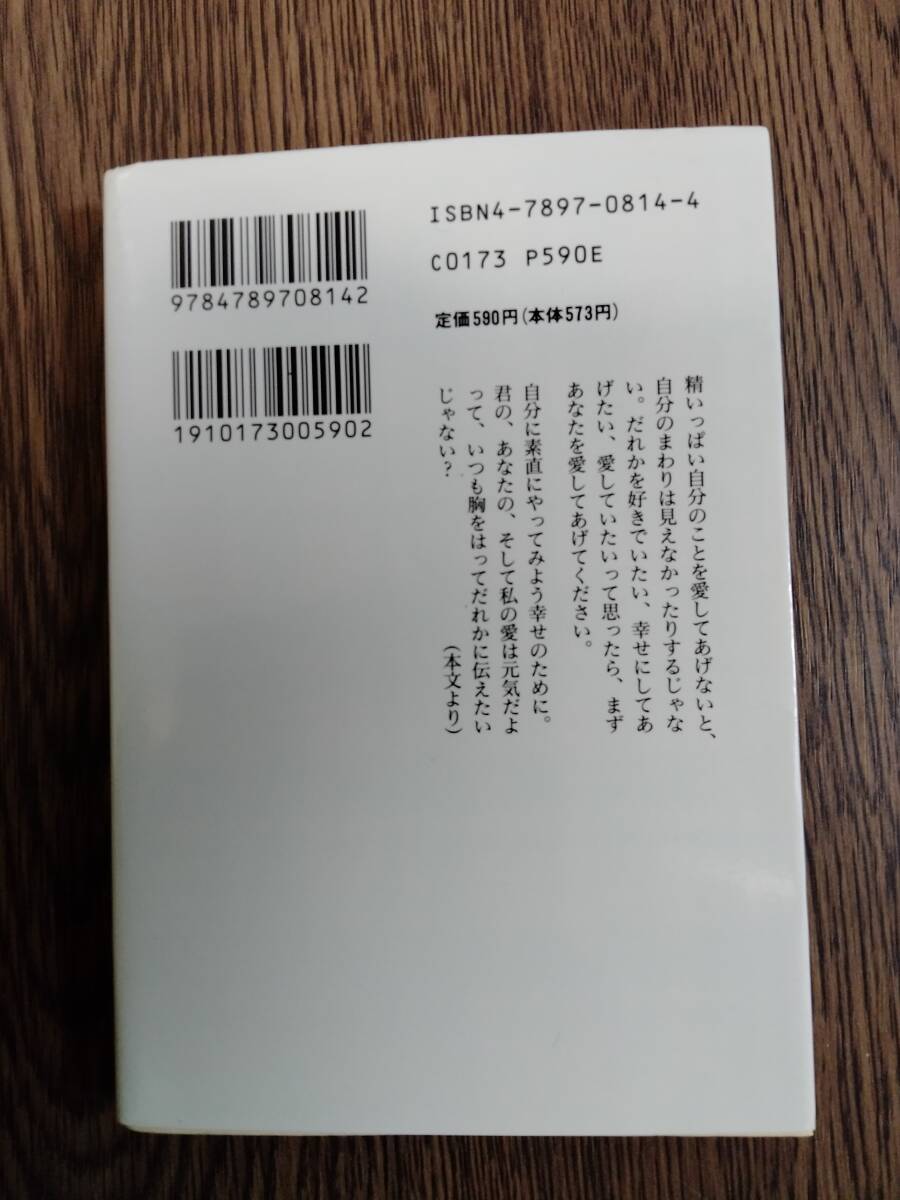 ISBN4-7897-0814-4
C0173 P590E
定価590円(本体573円)
9784789708142
1910173005902
精いっぱい自分のことを愛してあげないと、
自分のまわりは見えなかったりするじゃな
い。だれかを好きでいたい、幸せにしてあ
げたい、愛していたいって思ったら、まず
あなたを愛してあげてください。
自分に素直にやってみよう幸せのために。
君の、あなたの、そして私の愛は元気だよ
って、いつも胸をはってだれかに伝えたい
じゃない?
(本文より)